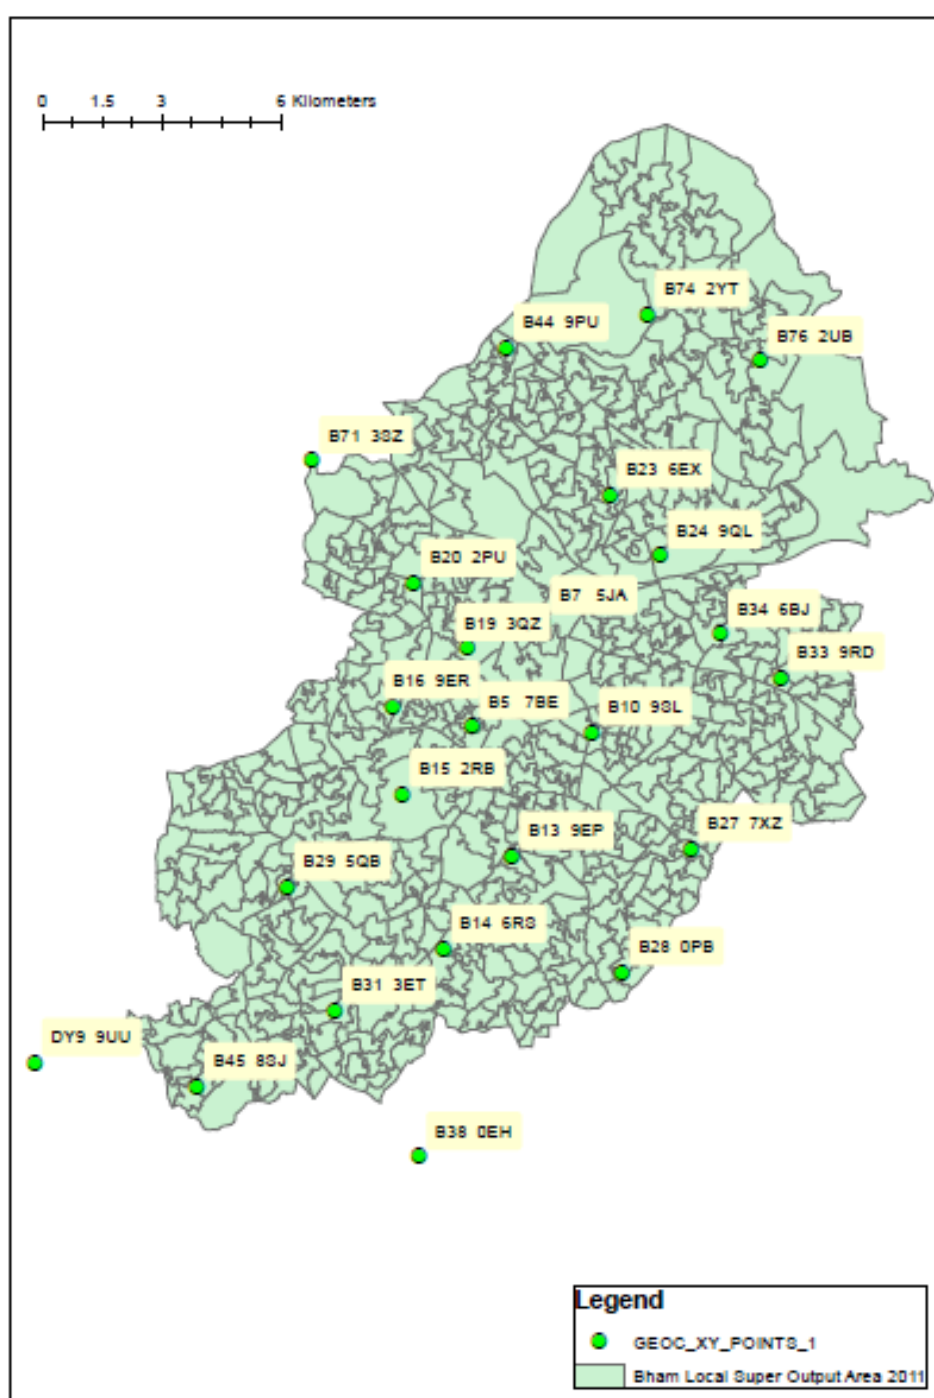 0 1.5 3 6 Kilometers
B74 2YT
B44 9PU
B76 2UB
B71 3SZ
B23 6EX
B24 9QL
B20 2PU
B7 5JA
B34 6BJ
B19 3QZ
B33 9RD
B16 9ER
B5 7BE
B10 9SL
B15 2RB
B13 9EP
B27 7XZ
B29 5QB
B14 6RS
B28 0PB
B31 3ET
DY9 9UU
B45 8SJ
B38 0EH
Legend
GEOC_XY_POINTS_1
Bham Local Super Output Area 2011